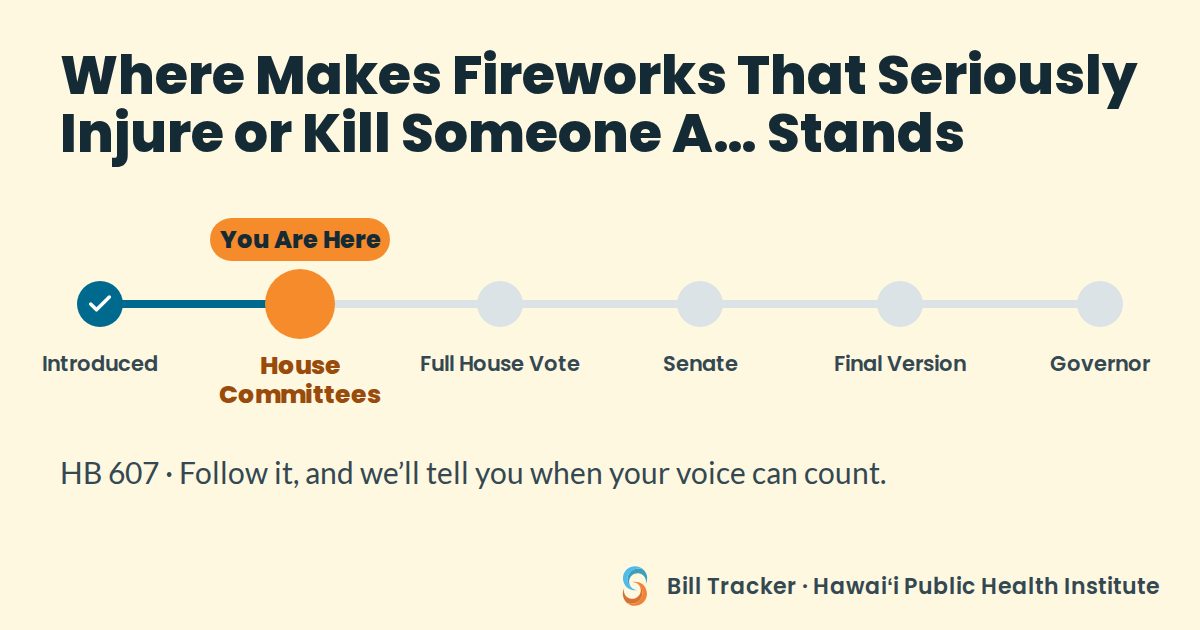 Where Makes Fireworks That Seriously
Injure or Kill Someone A... Stands
You Are Here
Introduced
House
Committees
Full House Vote
Senate
Final Version
Governor
HB 607 · Follow it, and we’ll tell you when your voice can count.
Bill Tracker · Hawaiʻi Public Health Institute